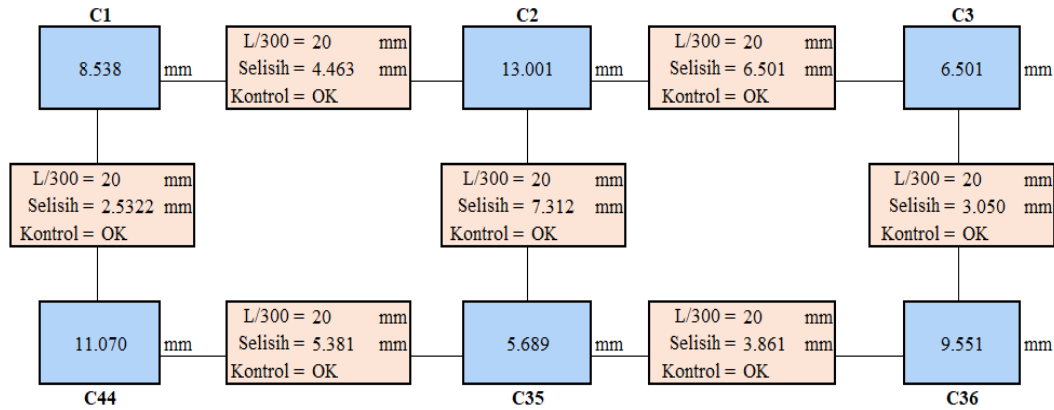 C1 C2 C3
8.538 mm L/300 = 20 mm 13.001 mm L/300 = 20 mm 6.501 mm
Selisih = 4.463 mm Selisih = 6.501 mm
Kontrol = OK Kontrol = OK
L/300 = 20 mm L/300 = 20 mm L/300 = 20 mm
Selisih = 2.5322 mm Selisih = 7.312 mm Selisih = 3.050 mm
Kontrol = OK Kontrol = OK Kontrol = OK
11.070 mm L/300 = 20 mm 5.689 mm L/300 = 20 mm 9.551 mm
Selisih = 5.381 mm Selisih = 3.861 mm
Kontrol = OK Kontrol = OK
C44 C35 C36